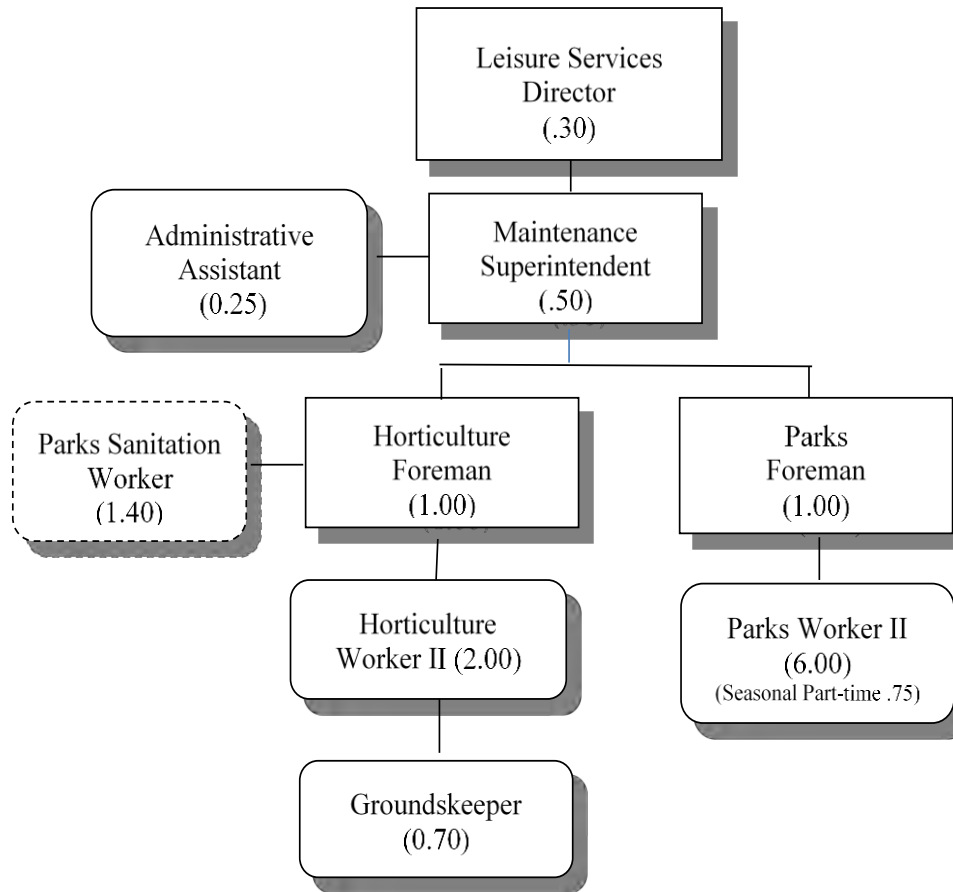 Leisure Services
Director
(.30)
Administrative
Assistant
(0.25)
Maintenance
Superintendent
(.50)
Parks Sanitation
Worker
(1.40)
Horticulture
Foreman
(1.00)
Parks
Foreman
(1.00)
Horticulture
Worker II (2.00)
Parks Worker II
(6.00)
(Seasonal Part-time .75)
Groundskeeper
(0.70)